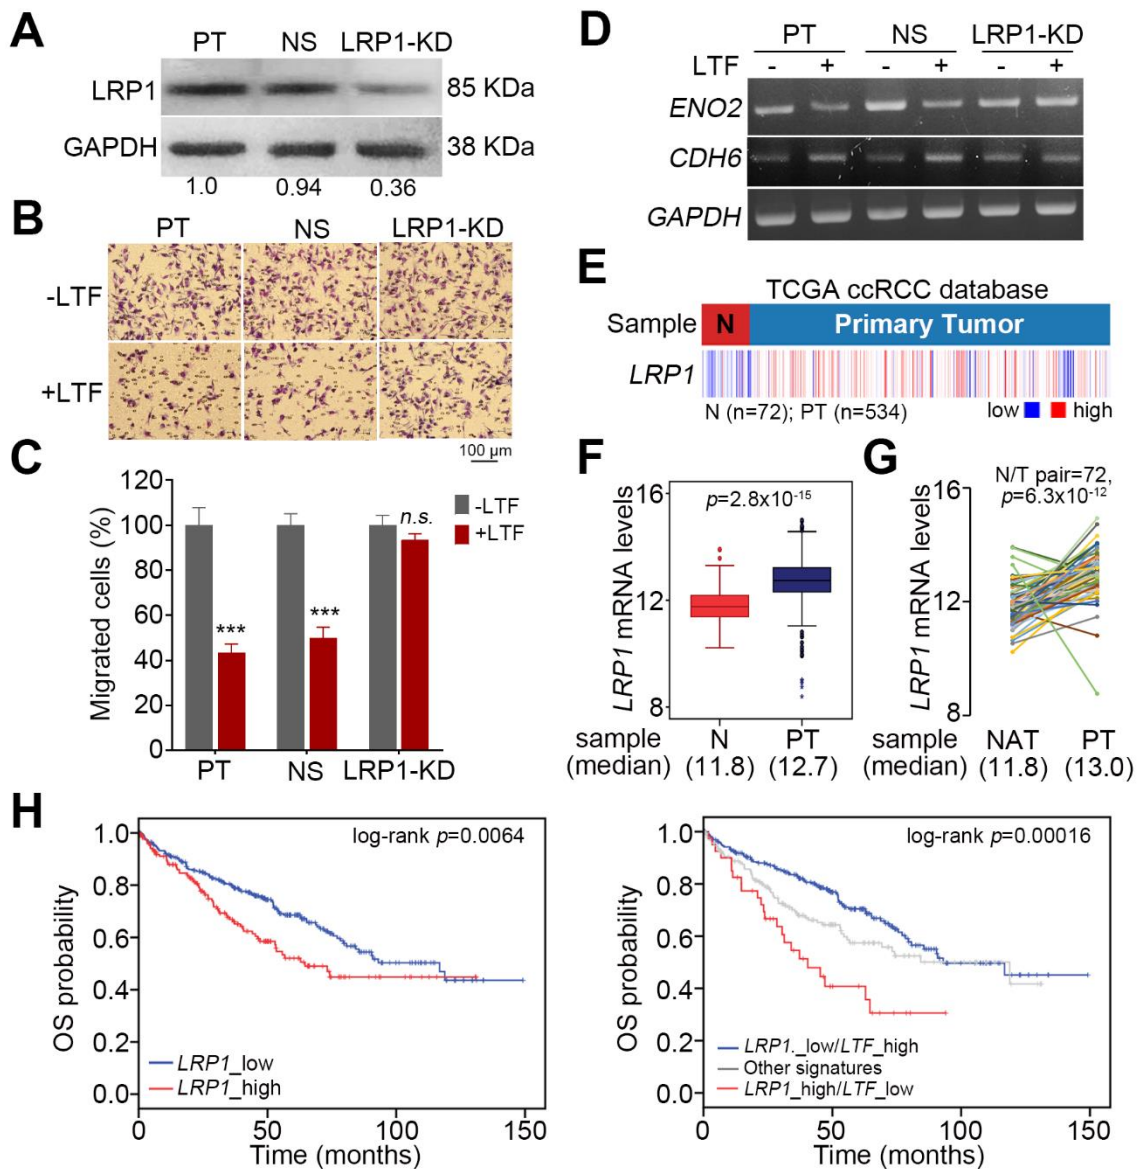 A
PT NS LRP1-KD
LRP1 85 KDa
GAPDH 38 KDa
1.0 0.94 0.36
B
PT NS LRP1-KD
-LTF
+LTF
100 µm
C
Migrated cells (%)
120
100
80
60
40
20
0
-LTF
+LTF
***
***
n.s.
PT NS LRP1-KD
D
PT NS LRP1-KD
LTF - + - + - +
ENO2
CDH6
GAPDH
E
TCGA ccRCC database
Sample N Primary Tumor
LRP1
N (n=72); PT (n=534) low high
F
LRP1 mRNA levels
16
12
8
p=2.8x10-15
sample N PT
(median) (11.8) (12.7)
G
N/T pair=72,
p=6.3x10-12
LRP1 mRNA levels
16
12
8
sample NAT PT
(median) (11.8) (13.0)
H
OS probability
1.0
0.8
0.6
0.4
0.2
0.0
log-rank p=0.0064
LRP1_low
LRP1_high
0 50 100 150
Time (months)
OS probability
1.0
0.8
0.6
0.4
0.2
0.0
log-rank p=0.00016
LRP1._low/LTF_high
Other signatures
LRP1_high/LTF_low
0 50 100 150
Time (months)